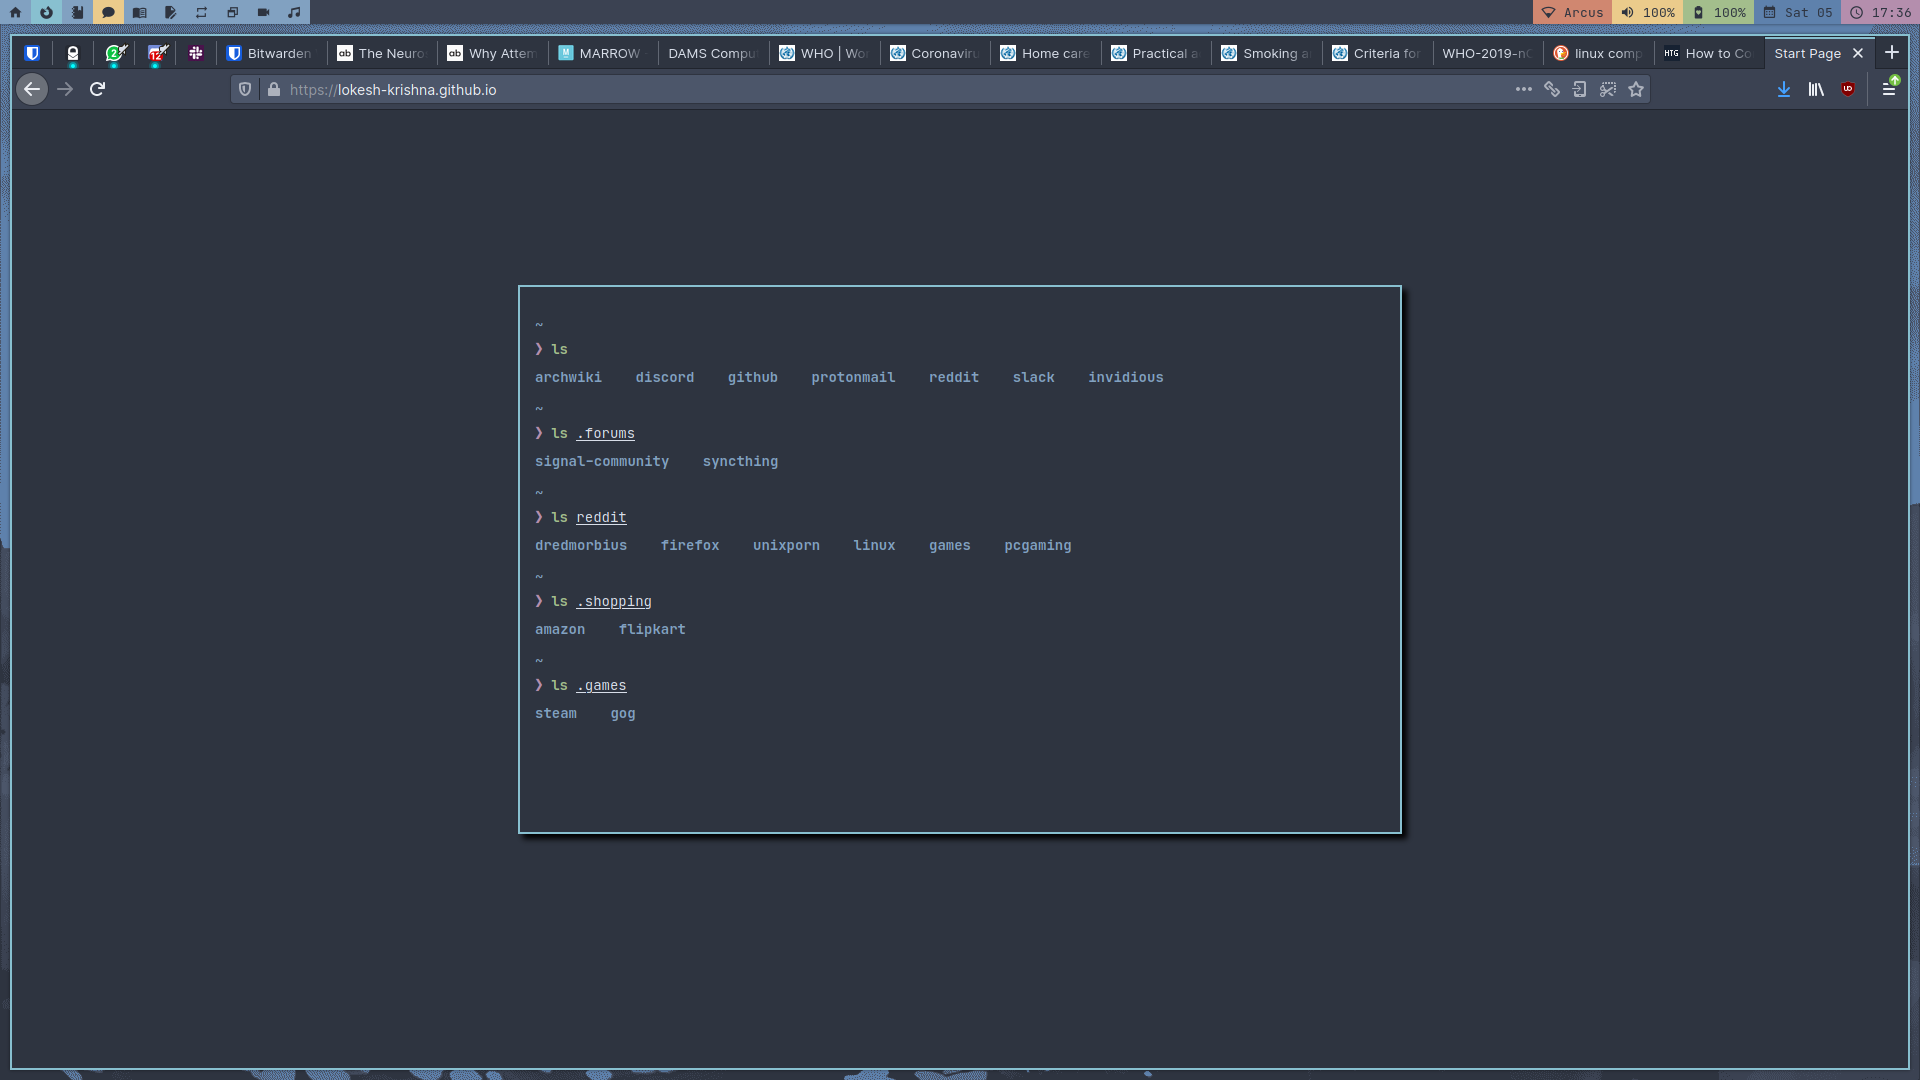 Arcus 100% 100% Sat 05 17:36
Bitwarden The Neuro Why Attem MARROW DAMS Comput WHO | Wor Coronaviru Home care Practical a Smoking a Criteria for WHO-2019-nC linux comp HTG How to Co Start Page
https://lokesh-krishna.github.io
~
❯ ls
archwiki discord github protonmail reddit slack invidious
~
❯ ls .forums
signal-community syncthing
~
❯ ls reddit
dredmorbius firefox unixporn linux games pcgaming
~
❯ ls .shopping
amazon flipkart
~
❯ ls .games
steam gog